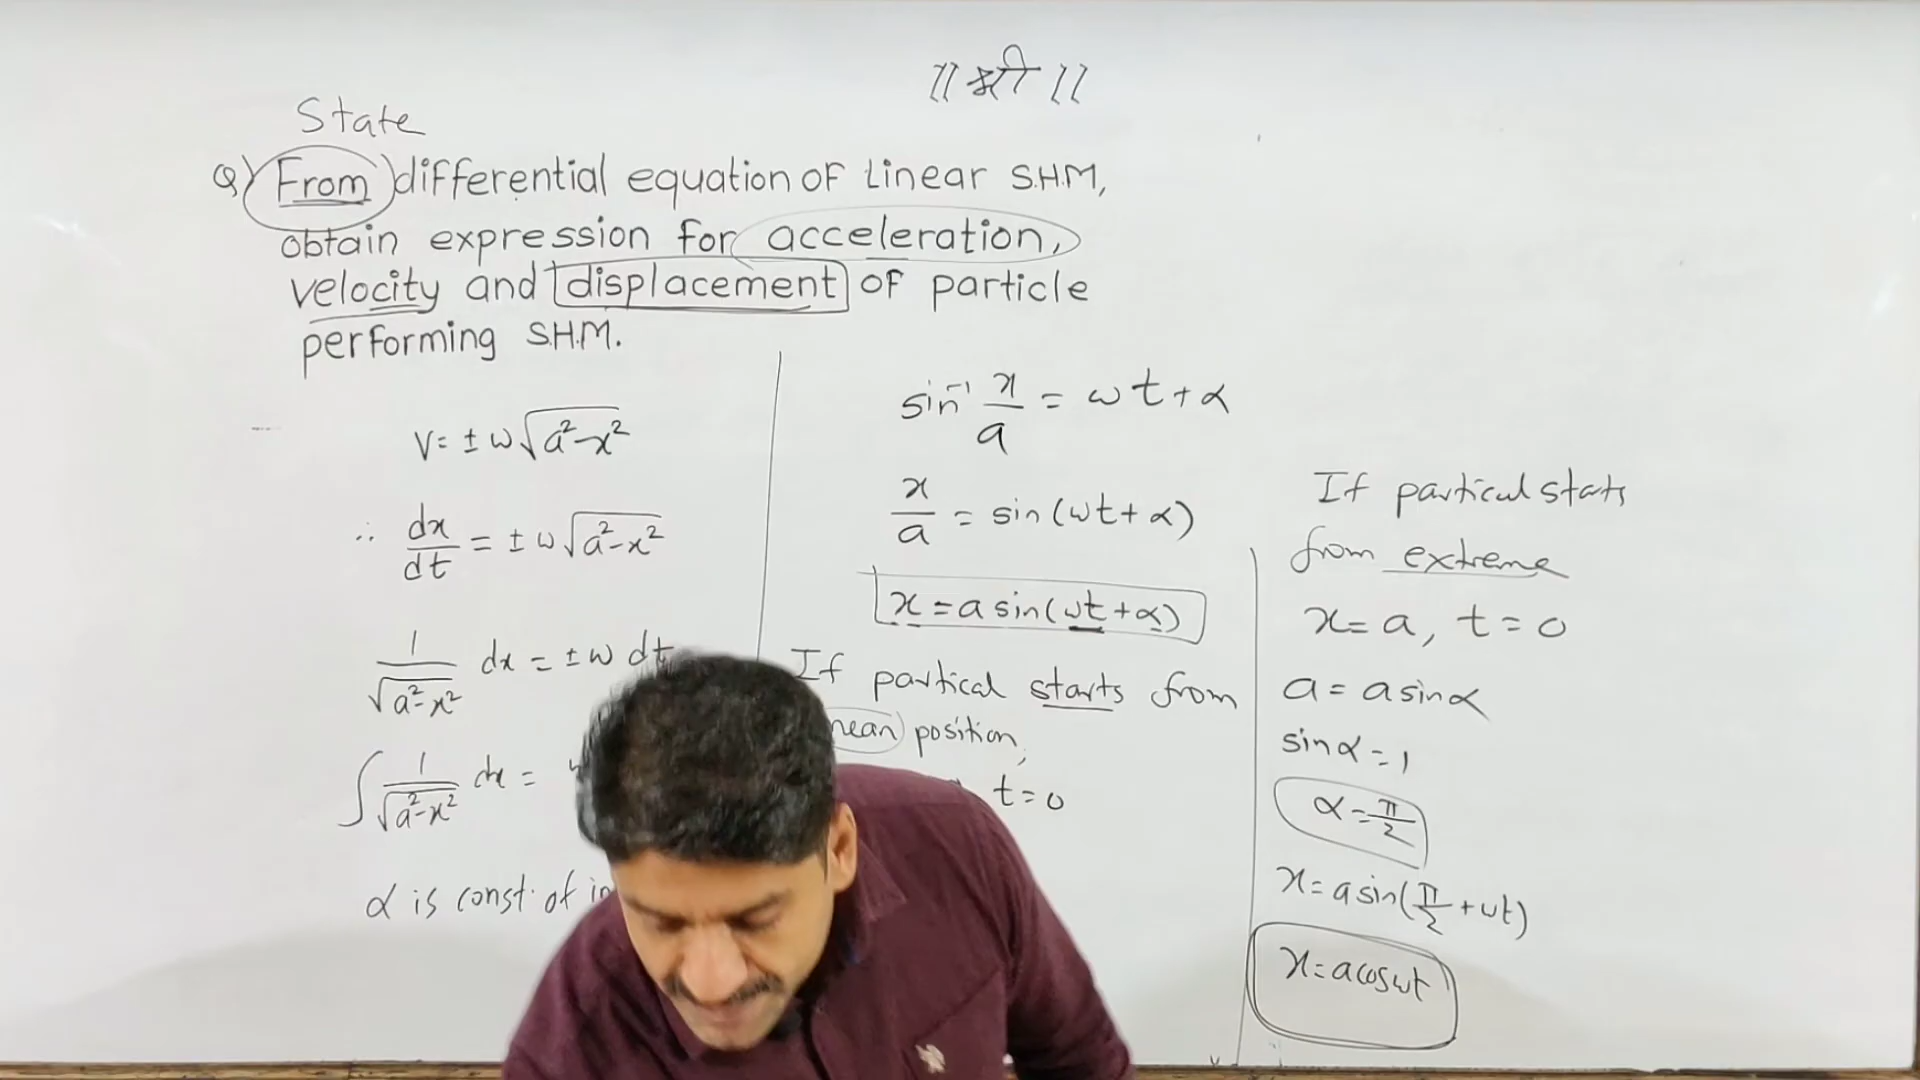 ॥ श्री ॥
State
Q) From differential equation of Linear S.H.M,
obtain expression for acceleration,
velocity and displacement of particle
performing S.H.M.
V = ± ω√(a²-x²)
∴ dx/dt = ± ω√(a²-x²)
1/√(a²-x²) dx = ± ω dt
∫ 1/√(a²-x²) dx =
α is const. of
sin⁻¹ x/a = ωt + α
x/a = sin(ωt + α)
x = a sin(ωt + α)
If partical starts from
position,
t = 0
If partical stats
from extreme
x = a, t = 0
a = a sin α
sin α = 1
α = π/2
x = a sin(π/2 + ωt)
x = a cos ωt